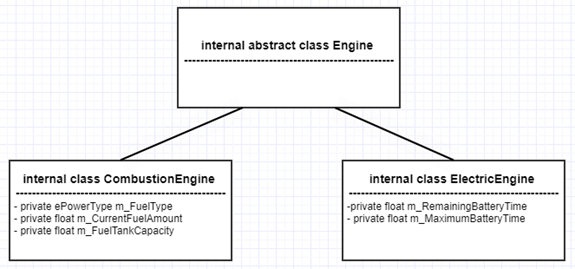 internal abstract class Engine
internal class CombustionEngine
- private ePowerType m_FuelType
- private float m_CurrentFuelAmount
- private float m_FuelTankCapacity
internal class ElectricEngine
-private float m_RemainingBatteryTime
- private float m_MaximumBatteryTime